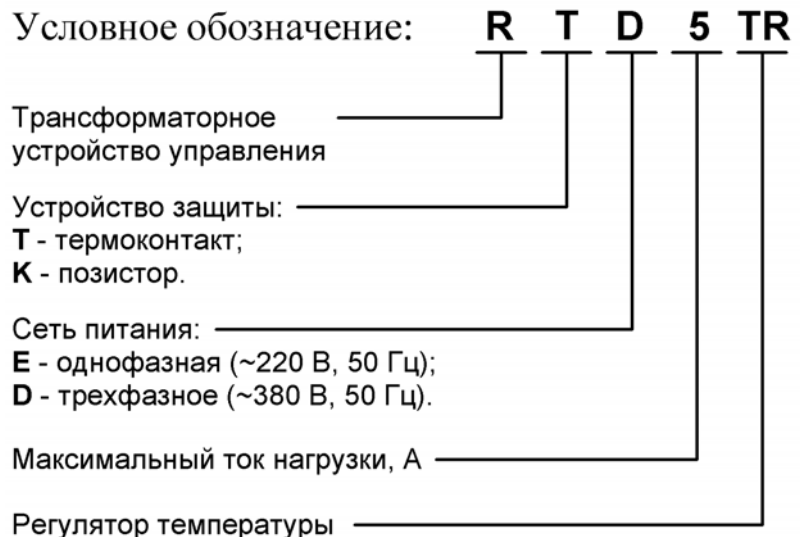 Условное обозначение: R T D 5 TR
Трансформаторное
устройство управления
Устройство защиты:
T - термоконтакт;
K - позистор.
Сеть питания:
E - однофазная (~220 В, 50 Гц);
D - трехфазное (~380 В, 50 Гц).
Максимальный ток нагрузки, А
Регулятор температуры